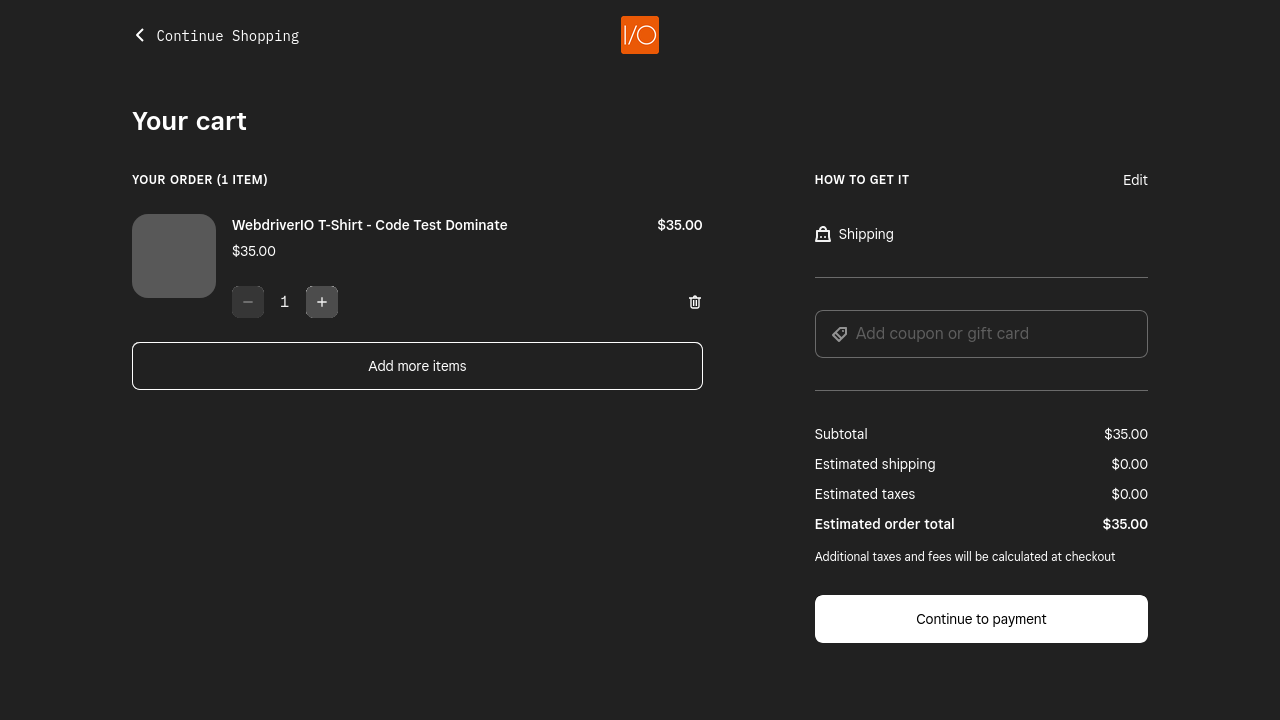 Continue Shopping
I/O
Your cart
YOUR ORDER (1 ITEM)
WebdriverIO T-Shirt - Code Test Dominate
$35.00
$35.00
1
Add more items
HOW TO GET IT
Edit
Shipping
Add coupon or gift card
Subtotal
$35.00
Estimated shipping
$0.00
Estimated taxes
$0.00
Estimated order total
$35.00
Additional taxes and fees will be calculated at checkout
Continue to payment